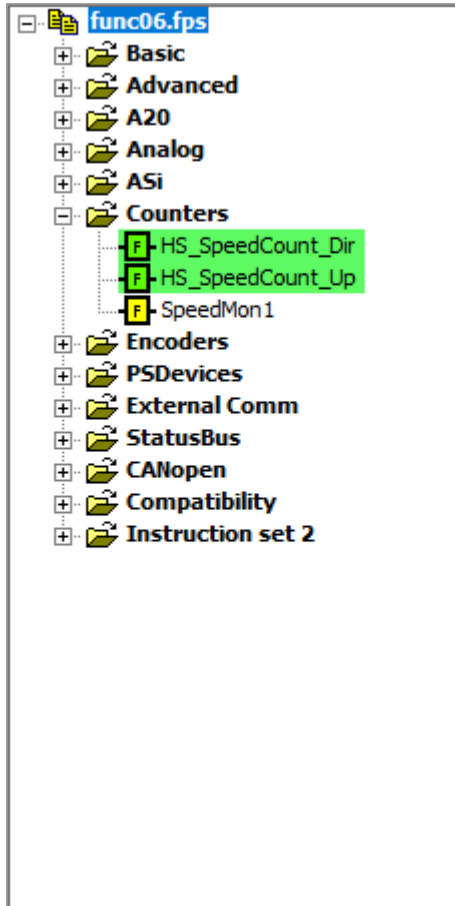 func06.fps
Basic
Advanced
A20
Analog
ASi
Counters
F HS_SpeedCount_Dir
F HS_SpeedCount_Up
F SpeedMon1
Encoders
PSDevices
External Comm
StatusBus
CANopen
Compatibility
Instruction set 2